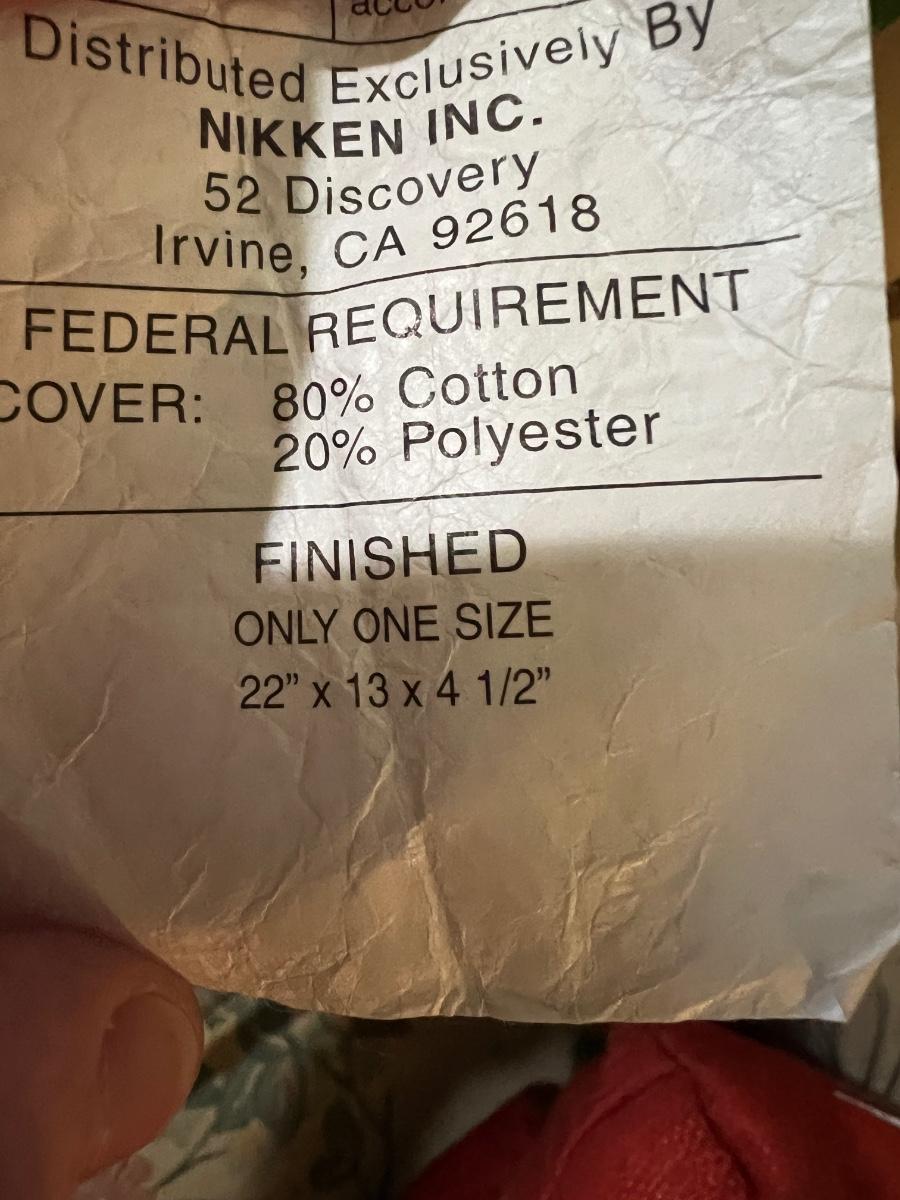 Distributed Exclusively By
NIKKEN INC.
52 Discovery
Irvine, CA 92618
FEDERAL REQUIREMENT
COVER: 80% Cotton
20% Polyester
FINISHED
ONLY ONE SIZE
22” x 13 x 4 1/2”